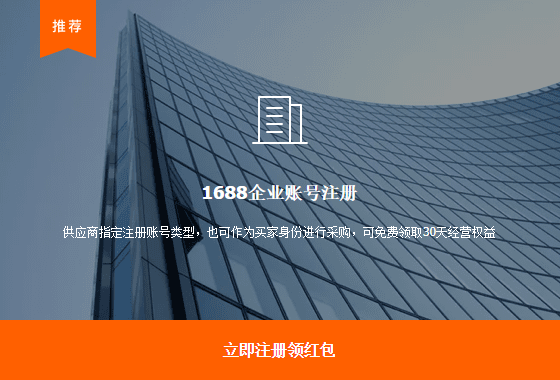 推荐
1688企业账号注册
供应商指定注册账号类型，也可作为买家身份进行采购，可免费领取30天经营权益
立即注册领红包